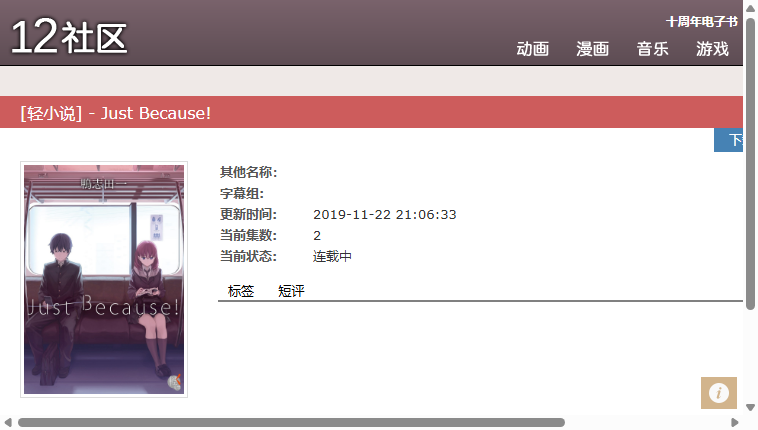 12社区
十周年电子书
动画 漫画 音乐 游戏
[轻小说] - Just Because!
下
鸭志田一
Just Because!
其他名称:
字幕组:
更新时间: 2019-11-22 21:06:33
当前集数: 2
当前状态: 连载中
标签 短评
i